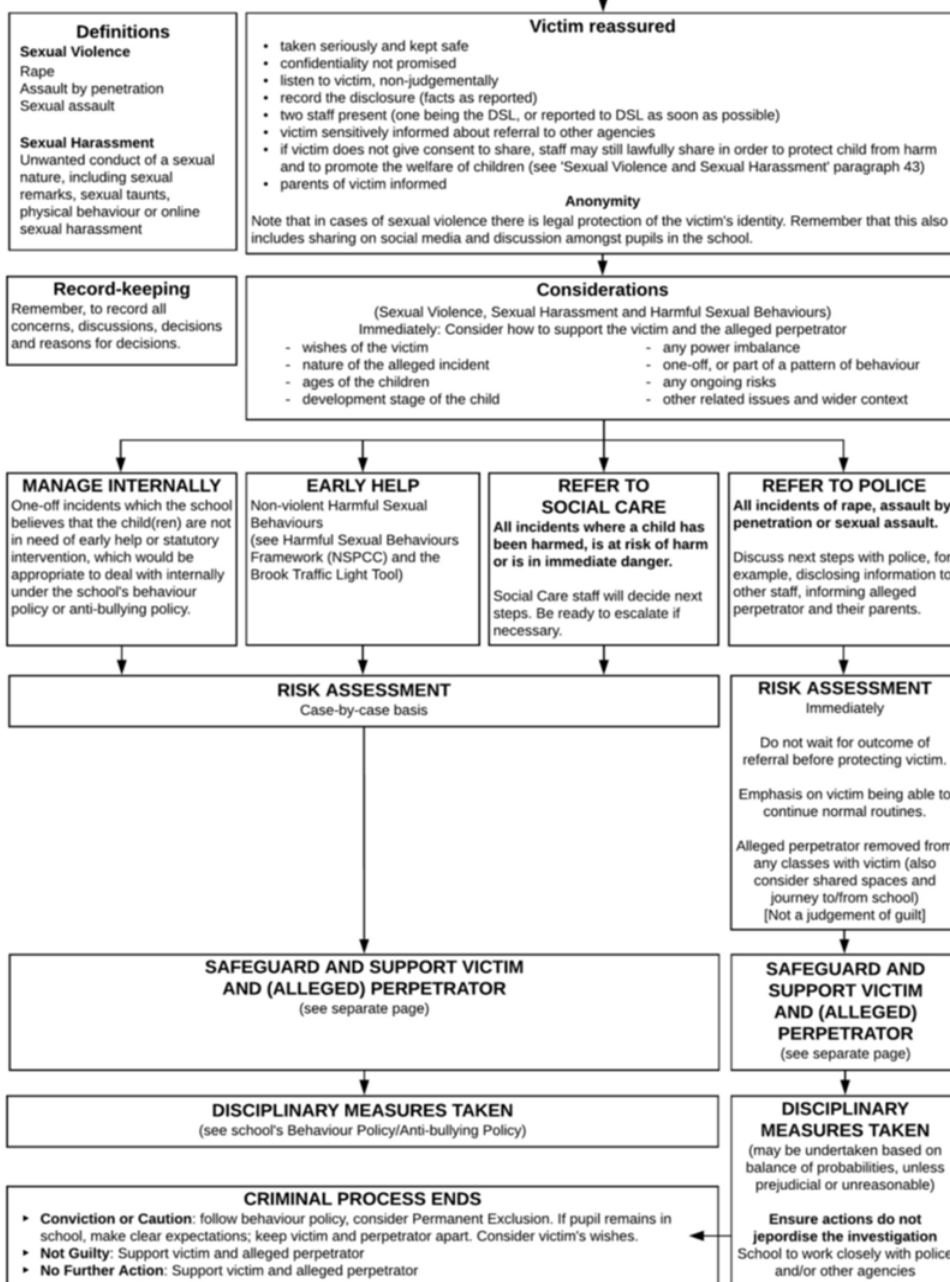 Definitions
Sexual Violence
Rape
Assault by penetration
Sexual assault
Sexual Harassment
Unwanted conduct of a sexual
nature, including sexual
remarks, sexual taunts,
physical behaviour or online
sexual harassment
Victim reassured
• taken seriously and kept safe
• confidentiality not promised
• listen to victim, non-judgementally
• record the disclosure (facts as reported)
• two staff present (one being the DSL, or reported to DSL as soon as possible)
• victim sensitively informed about referral to other agencies
• if victim does not give consent to share, staff may still lawfully share in order to protect child from harm
and to promote the welfare of children (see 'Sexual Violence and Sexual Harassment' paragraph 43)
• parents of victim informed
Anonymity
Note that in cases of sexual violence there is legal protection of the victim's identity. Remember that this also
includes sharing on social media and discussion amongst pupils in the school.
Record-keeping
Remember, to record all
concerns, discussions, decisions
and reasons for decisions.
Considerations
(Sexual Violence, Sexual Harassment and Harmful Sexual Behaviours)
Immediately: Consider how to support the victim and the alleged perpetrator
- wishes of the victim
- nature of the alleged incident
- ages of the children
- development stage of the child
- any power imbalance
- one-off, or part of a pattern of behaviour
- any ongoing risks
- other related issues and wider context
MANAGE INTERNALLY
One-off incidents which the school
believes that the child(ren) are not
in need of early help or statutory
intervention, which would be
appropriate to deal with internally
under the school's behaviour
policy or anti-bullying policy.
EARLY HELP
Non-violent Harmful Sexual
Behaviours
(see Harmful Sexual Behaviours
Framework (NSPCC) and the
Brook Traffic Light Tool)
REFER TO
SOCIAL CARE
All incidents where a child has
been harmed, is at risk of harm
or is in immediate danger.
Social Care staff will decide next
steps. Be ready to escalate if
necessary.
REFER TO POLICE
All incidents of rape, assault by
penetration or sexual assault.
Discuss next steps with police, for
example, disclosing information to
other staff, informing alleged
perpetrator and their parents.
RISK ASSESSMENT
Case-by-case basis
RISK ASSESSMENT
Immediately
Do not wait for outcome of
referral before protecting victim.
Emphasis on victim being able to
continue normal routines.
Alleged perpetrator removed from
any classes with victim (also
consider shared spaces and
journey to/from school)
[Not a judgement of guilt]
SAFEGUARD AND SUPPORT VICTIM
AND (ALLEGED) PERPETRATOR
(see separate page)
SAFEGUARD AND
SUPPORT VICTIM
AND (ALLEGED)
PERPETRATOR
(see separate page)
DISCIPLINARY MEASURES TAKEN
(see school's Behaviour Policy/Anti-bullying Policy)
DISCIPLINARY
MEASURES TAKEN
(may be undertaken based on
balance of probabilities, unless
prejudicial or unreasonable)
Ensure actions do not
jepordise the investigation
School to work closely with police
and/or other agencies
CRIMINAL PROCESS ENDS
▸ Conviction or Caution: follow behaviour policy, consider Permanent Exclusion. If pupil remains in
school, make clear expectations; keep victim and perpetrator apart. Consider victim's wishes.
▸ Not Guilty: Support victim and alleged perpetrator
▸ No Further Action: Support victim and alleged perpetrator